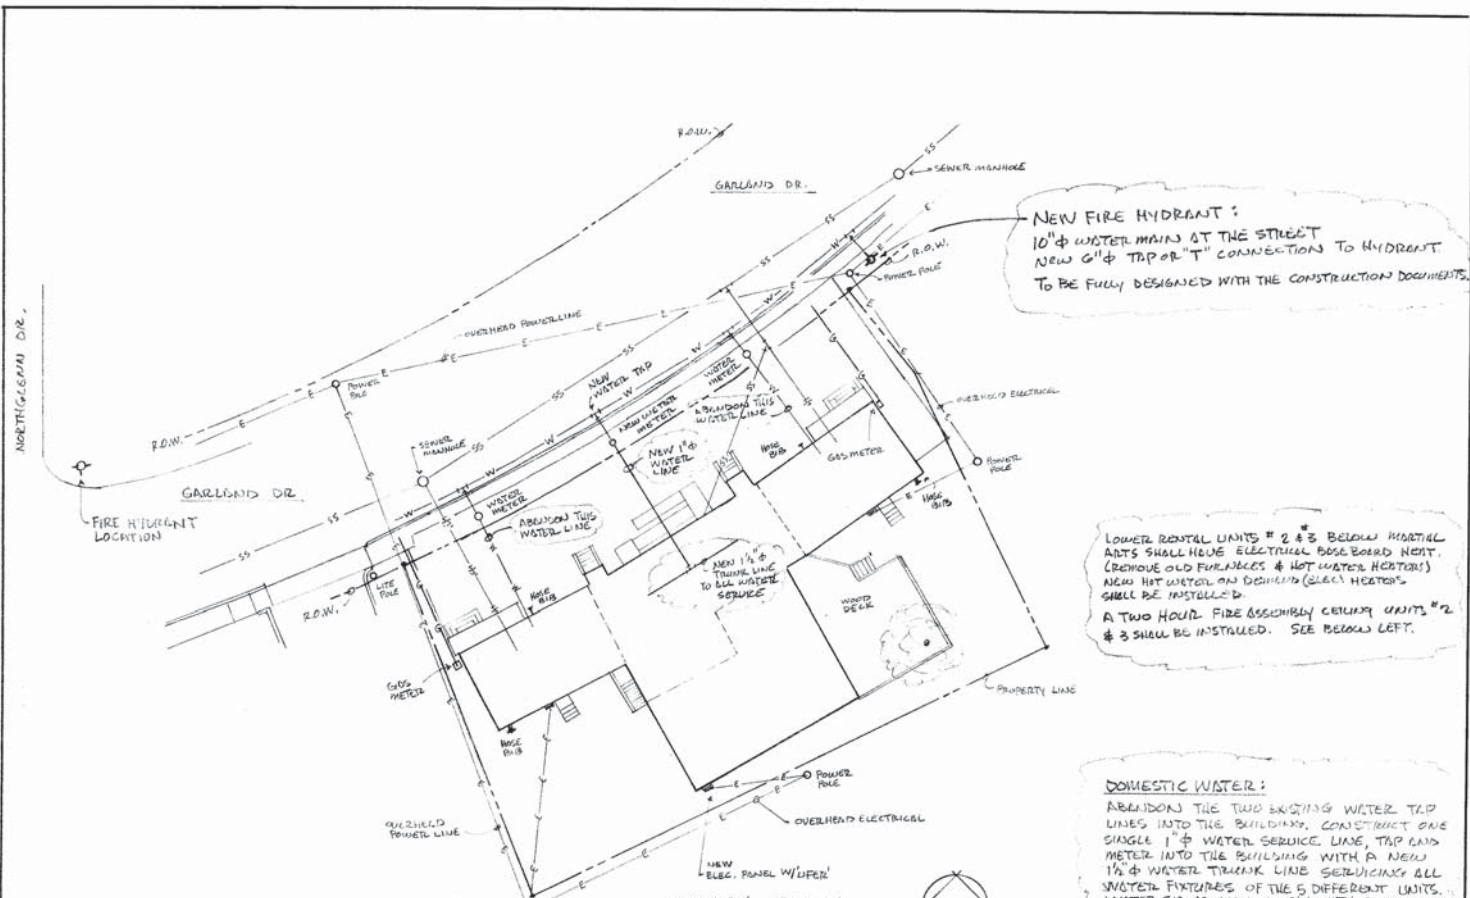 R.O.W.
GARLAND DR.
SS
SEWER MANHOLE
E
NEW FIRE HYDRANT:
10"φ WATER MAIN AT THE STREET
NEW 6"φ TAP OR "T" CONNECTION TO HYDRANT
TO BE FULLY DESIGNED WITH THE CONSTRUCTION DOCUMENTS.
R.O.W.
POWER POLE
NORTHGLENN DR.
OVERHEAD POWERLINE
POWER
POLE
R.O.W.
NEW
WATER TAP
WATER
METER
NEW WATER
METER
ABANDON THIS
WATER LINE
OVERHEAD ELECTRICAL
SEWER
MANHOLE
NEW 1"φ
WATER
LINE
HOSE
BIB
GAS METER
POWER
POLE
HOSE
BIB
GARLAND DR
FIRE HYDRANT
LOCATION
WATER
METER
ABANDON THIS
WATER LINE
LOWER RENTAL UNITS #2 & #3 BELOW MARTIAL
ARTS SHALL HAVE ELECTRICAL BASEBOARD HEAT.
(REMOVE OLD FURNACES & HOT WATER HEATERS)
NEW HOT WATER ON DEMAND (ELEC) HEATERS
SHALL BE INSTALLED.
A TWO HOUR FIRE ASSEMBLY CEILING UNITS #2
& 3 SHALL BE INSTALLED. SEE BELOW LEFT.
LITE
POLE
R.O.W.
HOSE
BIB
NEW 1½"φ
TRUNK LINE
TO ALL WATER
SERVICE
WOOD
DECK
GAS
METER
PROPERTY LINE
HOSE
BIB
POWER
POLE
OVERHEAD
POWER LINE
OVERHEAD ELECTRICAL
NEW
ELEC. PANEL W/'UFER'
DOMESTIC WATER:
ABANDON THE TWO EXISTING WATER TAP
LINES INTO THE BUILDING. CONSTRUCT ONE
SINGLE 1"φ WATER SERVICE LINE, TAP AND
METER INTO THE BUILDING WITH A NEW
1½"φ WATER TRUNK LINE SERVICING ALL
WATER FIXTURES OF THE 5 DIFFERENT UNITS.